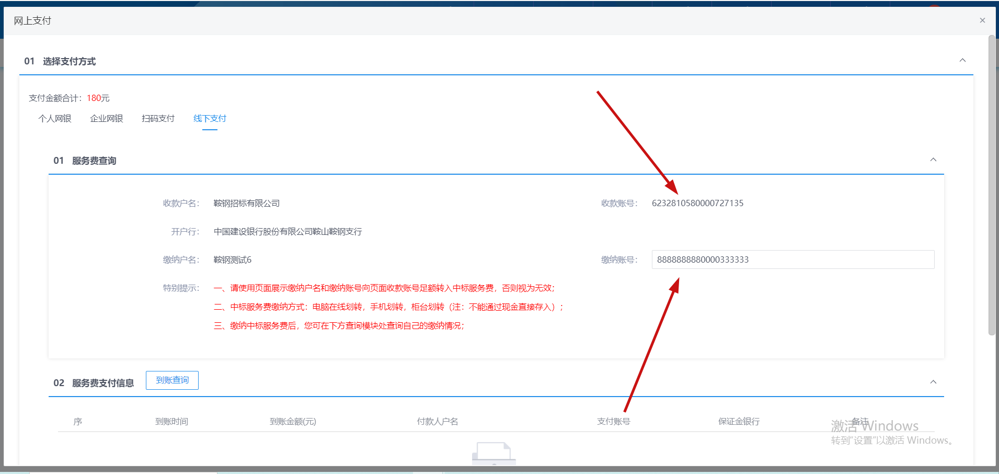 网上支付
01 选择支付方式
支付金额合计：180元
个人网银 企业网银 扫码支付 线下支付
01 服务费查询
收款户名： 鞍钢招标有限公司 收款账号： 6232810580000727135
开户行： 中国建设银行股份有限公司鞍山鞍钢支行
缴纳户名： 鞍钢测试6 缴纳账号： 8888888880000333333
特别提示： 一、请使用页面展示缴纳户名和缴纳账号向页面收款账号足额转入中标服务费，否则视为无效；
二、中标服务费缴纳方式：电脑在线划转，手机划转，柜台划转（注：不能通过现金直接存入）；
三、缴纳中标服务费后，您可在下方查询模块处查询自己的缴纳情况；
02 服务费支付信息 到账查询
序 到账时间 到账金额(元) 付款人户名 支付账号 保证金银行 备注
激活 Windows
转到“设置”以激活 Windows。